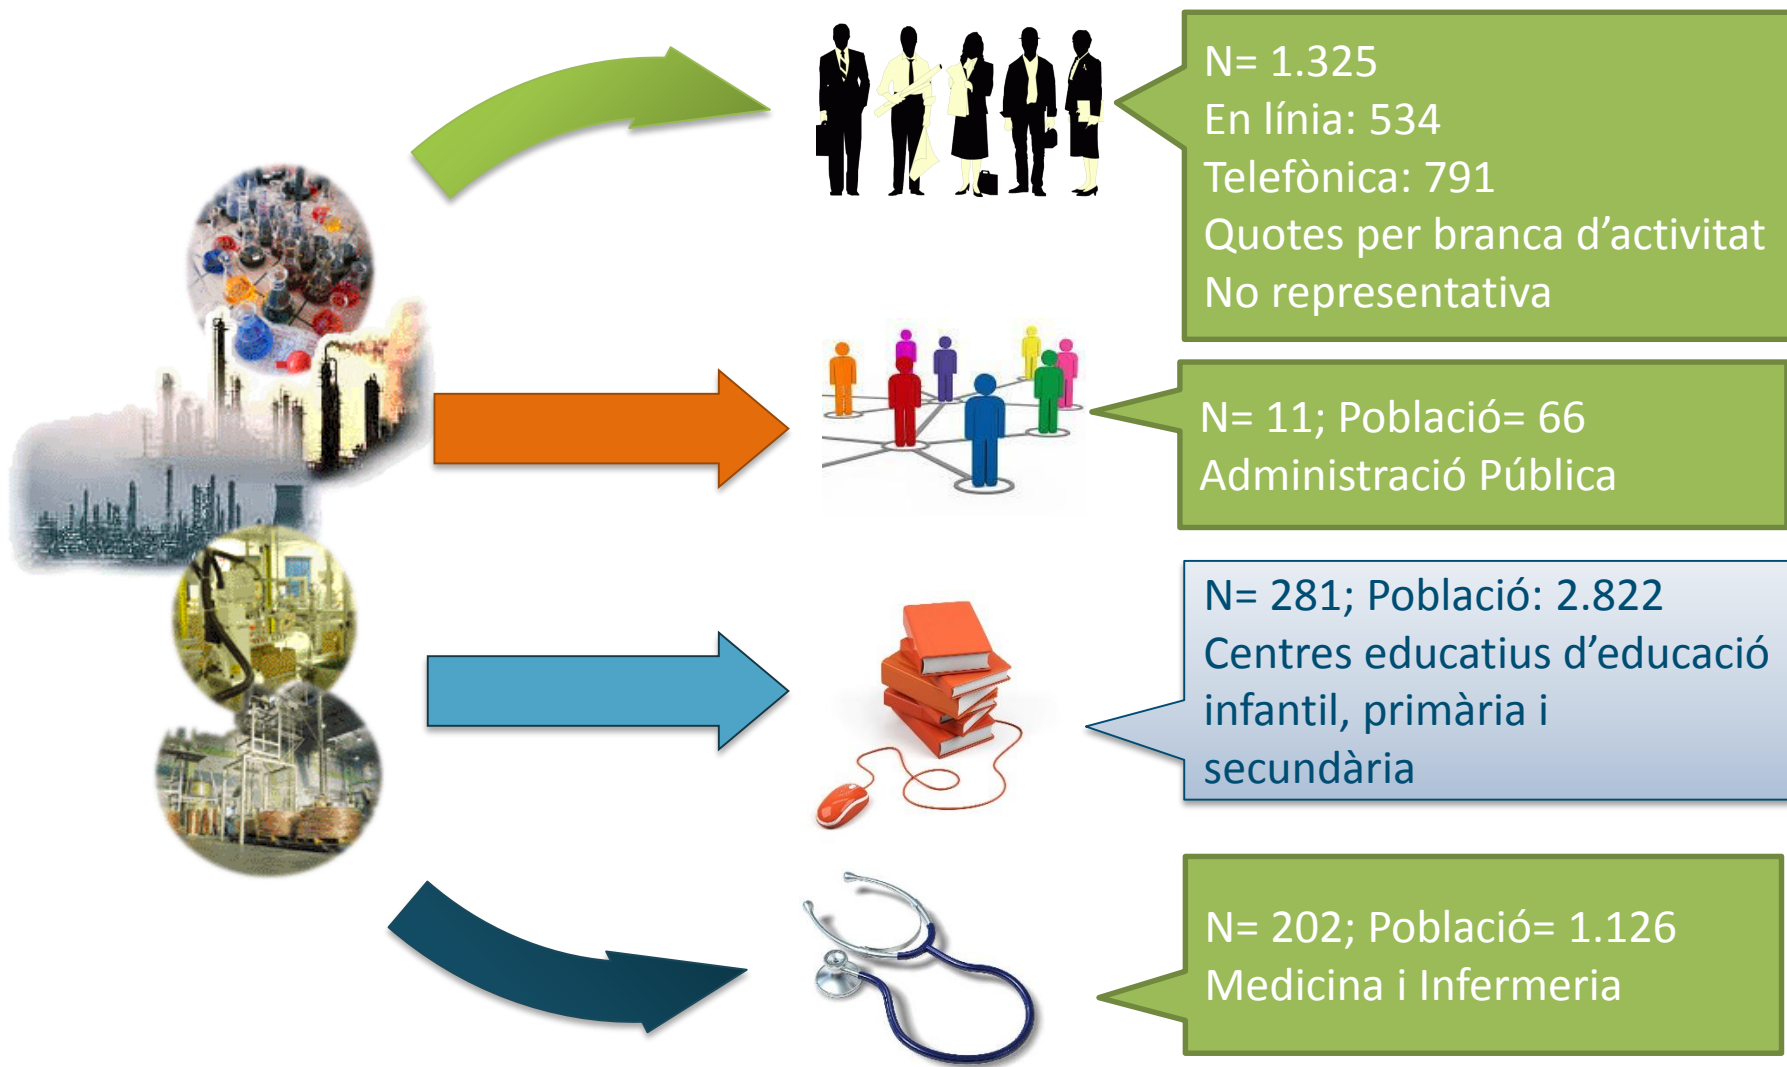 N= 1.325
En línia: 534
Telefònica: 791
Quotes per branca d’activitat
No representativa
N= 11; Població= 66
Administració Pública
N= 281; Població: 2.822
Centres educatius d’educació
infantil, primària i
secundària
N= 202; Població= 1.126
Medicina i Infermeria